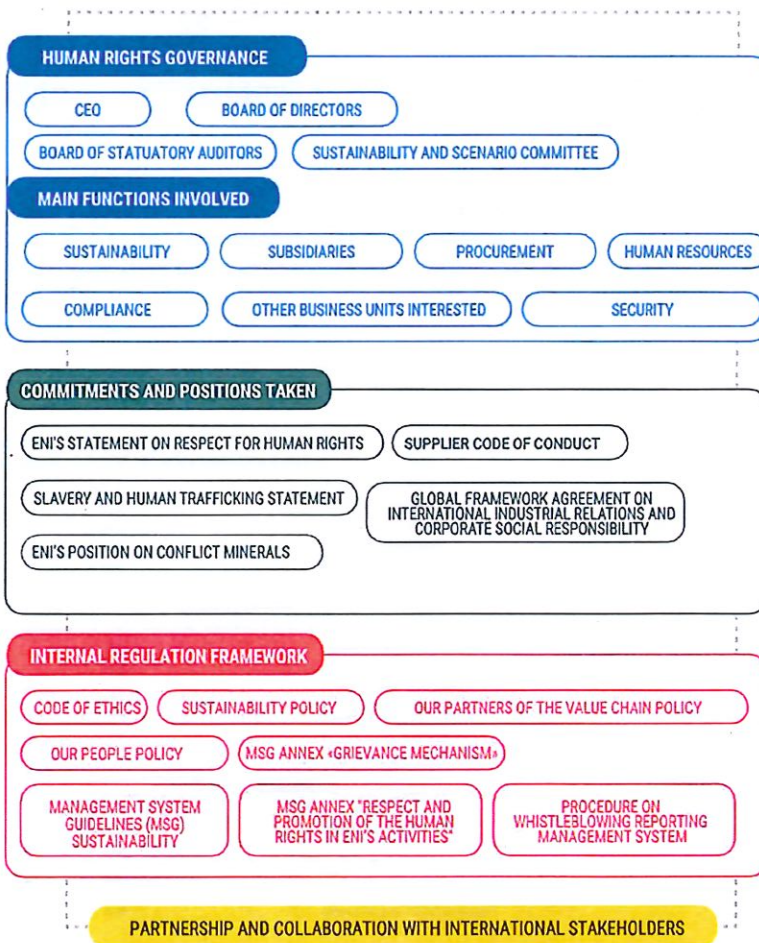 HUMAN RIGHTS GOVERNANCE
CEO
BOARD OF DIRECTORS
BOARD OF STATUATORY AUDITORS
SUSTAINABILITY AND SCENARIO COMMITTEE
MAIN FUNCTIONS INVOLVED
SUSTAINABILITY
SUBSIDIARIES
PROCUREMENT
HUMAN RESOURCES
COMPLIANCE
OTHER BUSINESS UNITS INTERESTED
SECURITY
COMMITMENTS AND POSITIONS TAKEN
ENI'S STATEMENT ON RESPECT FOR HUMAN RIGHTS
SUPPLIER CODE OF CONDUCT
SLAVERY AND HUMAN TRAFFICKING STATEMENT
GLOBAL FRAMEWORK AGREEMENT ON
INTERNATIONAL INDUSTRIAL RELATIONS AND
CORPORATE SOCIAL RESPONSIBILITY
ENI'S POSITION ON CONFLICT MINERALS
INTERNAL REGULATION FRAMEWORK
CODE OF ETHICS
SUSTAINABILITY POLICY
OUR PARTNERS OF THE VALUE CHAIN POLICY
OUR PEOPLE POLICY
MSG ANNEX «GRIEVANCE MECHANISM»
MANAGEMENT SYSTEM
GUIDELINES (MSG)
SUSTAINABILITY
MSG ANNEX "RESPECT AND
PROMOTION OF THE HUMAN
RIGHTS IN ENI'S ACTIVITIES"
PROCEDURE ON
WHISTLEBLOWING REPORTING
MANAGEMENT SYSTEM
PARTNERSHIP AND COLLABORATION WITH INTERNATIONAL STAKEHOLDERS